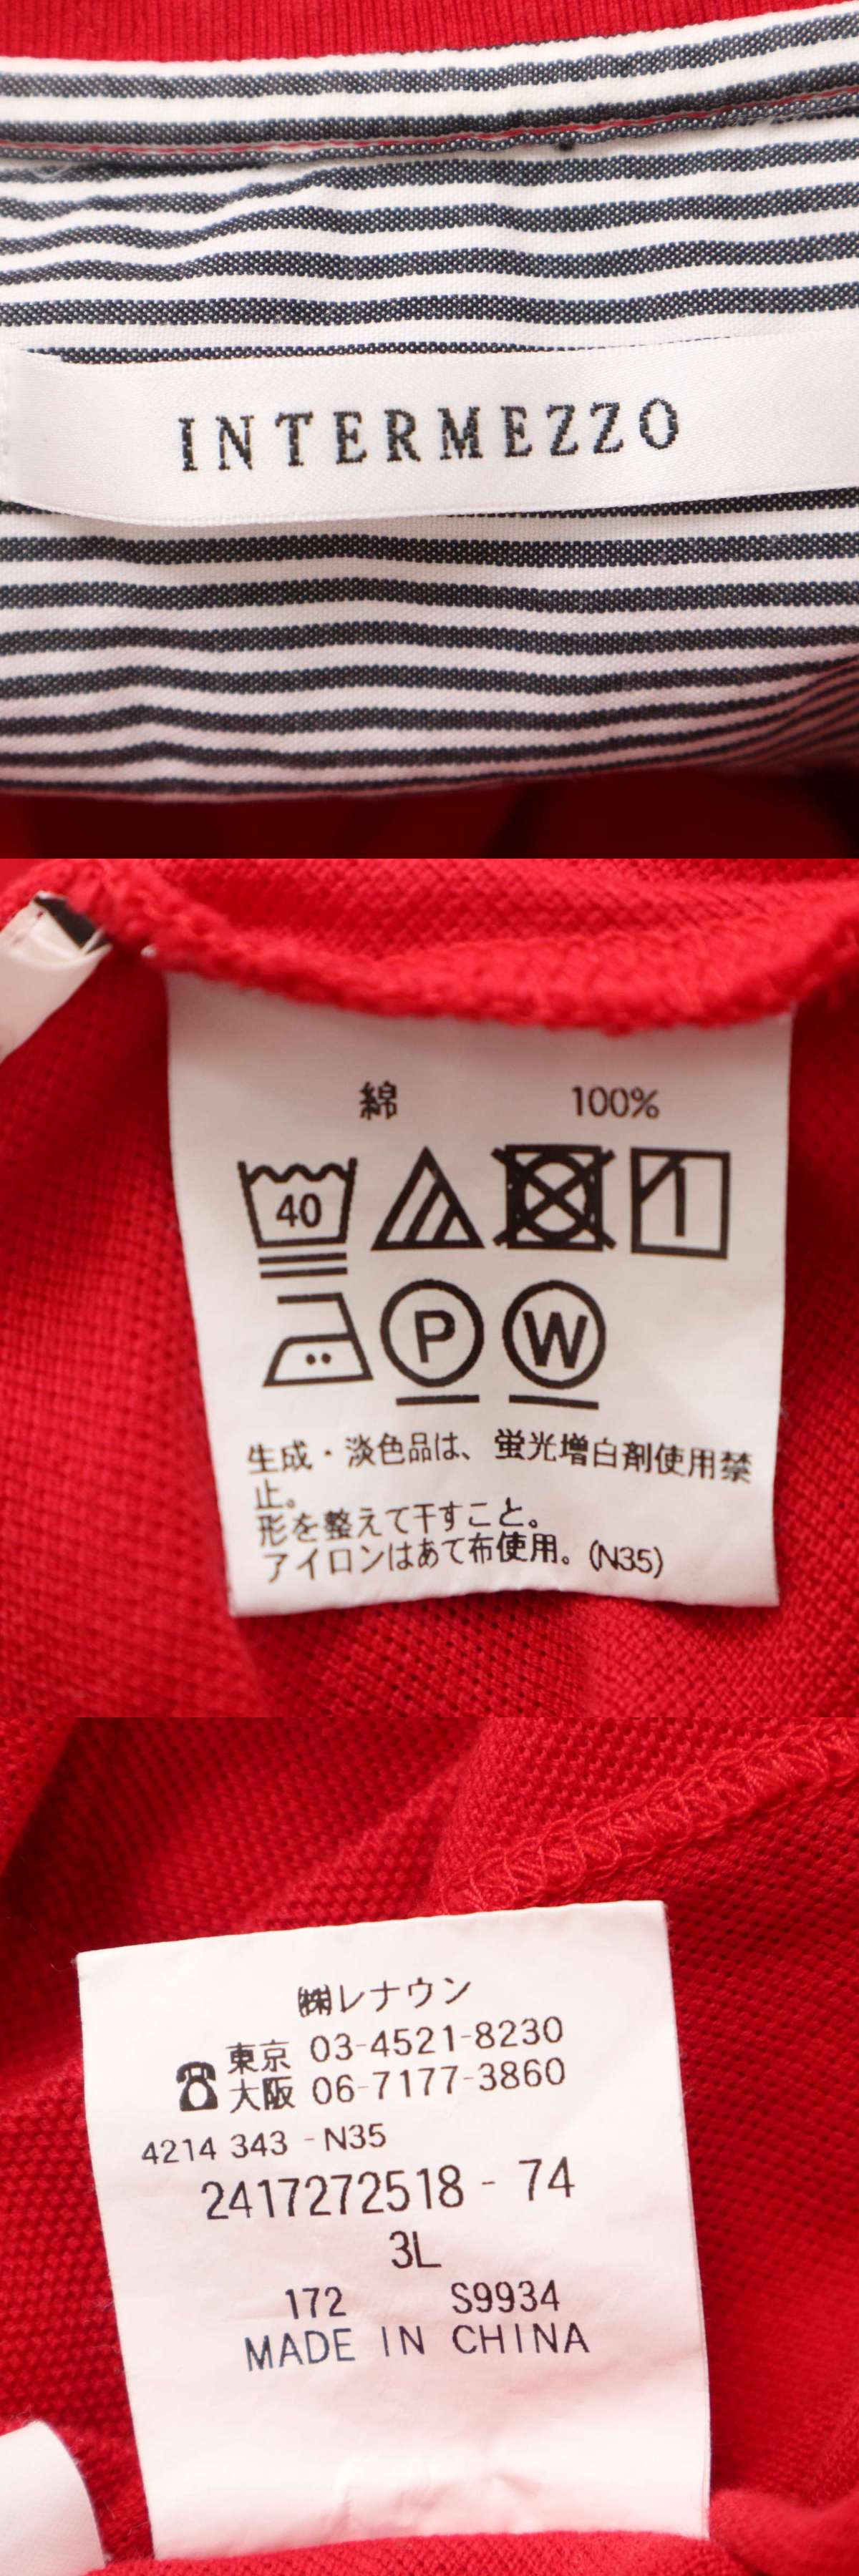 INTERMEZZO
綿 100%
40
P W
生成・淡色品は、蛍光増白剤使用禁
止。
形を整えて干すこと。
アイロンはあて布使用。(N35)
㈱レナウン
東京 03-4521-8230
☎大阪 06-7177-3860
4214 343 -N35
2417272518 - 74
3L
172 S9934
MADE IN CHINA